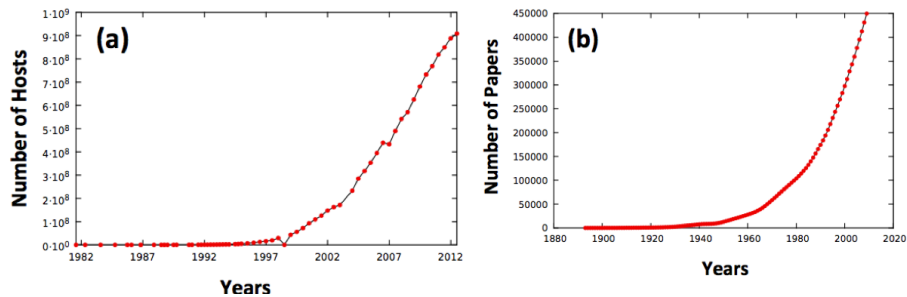 (a)
Number of Hosts
1·10⁹
9·10⁸
8·10⁸
7·10⁸
6·10⁸
5·10⁸
4·10⁸
3·10⁸
2·10⁸
1·10⁸
0·10⁰
1982 1987 1992 1997 2002 2007 2012
Years
(b)
Number of Papers
450000
400000
350000
300000
250000
200000
150000
100000
50000
0
1880 1900 1920 1940 1960 1980 2000 2020
Years